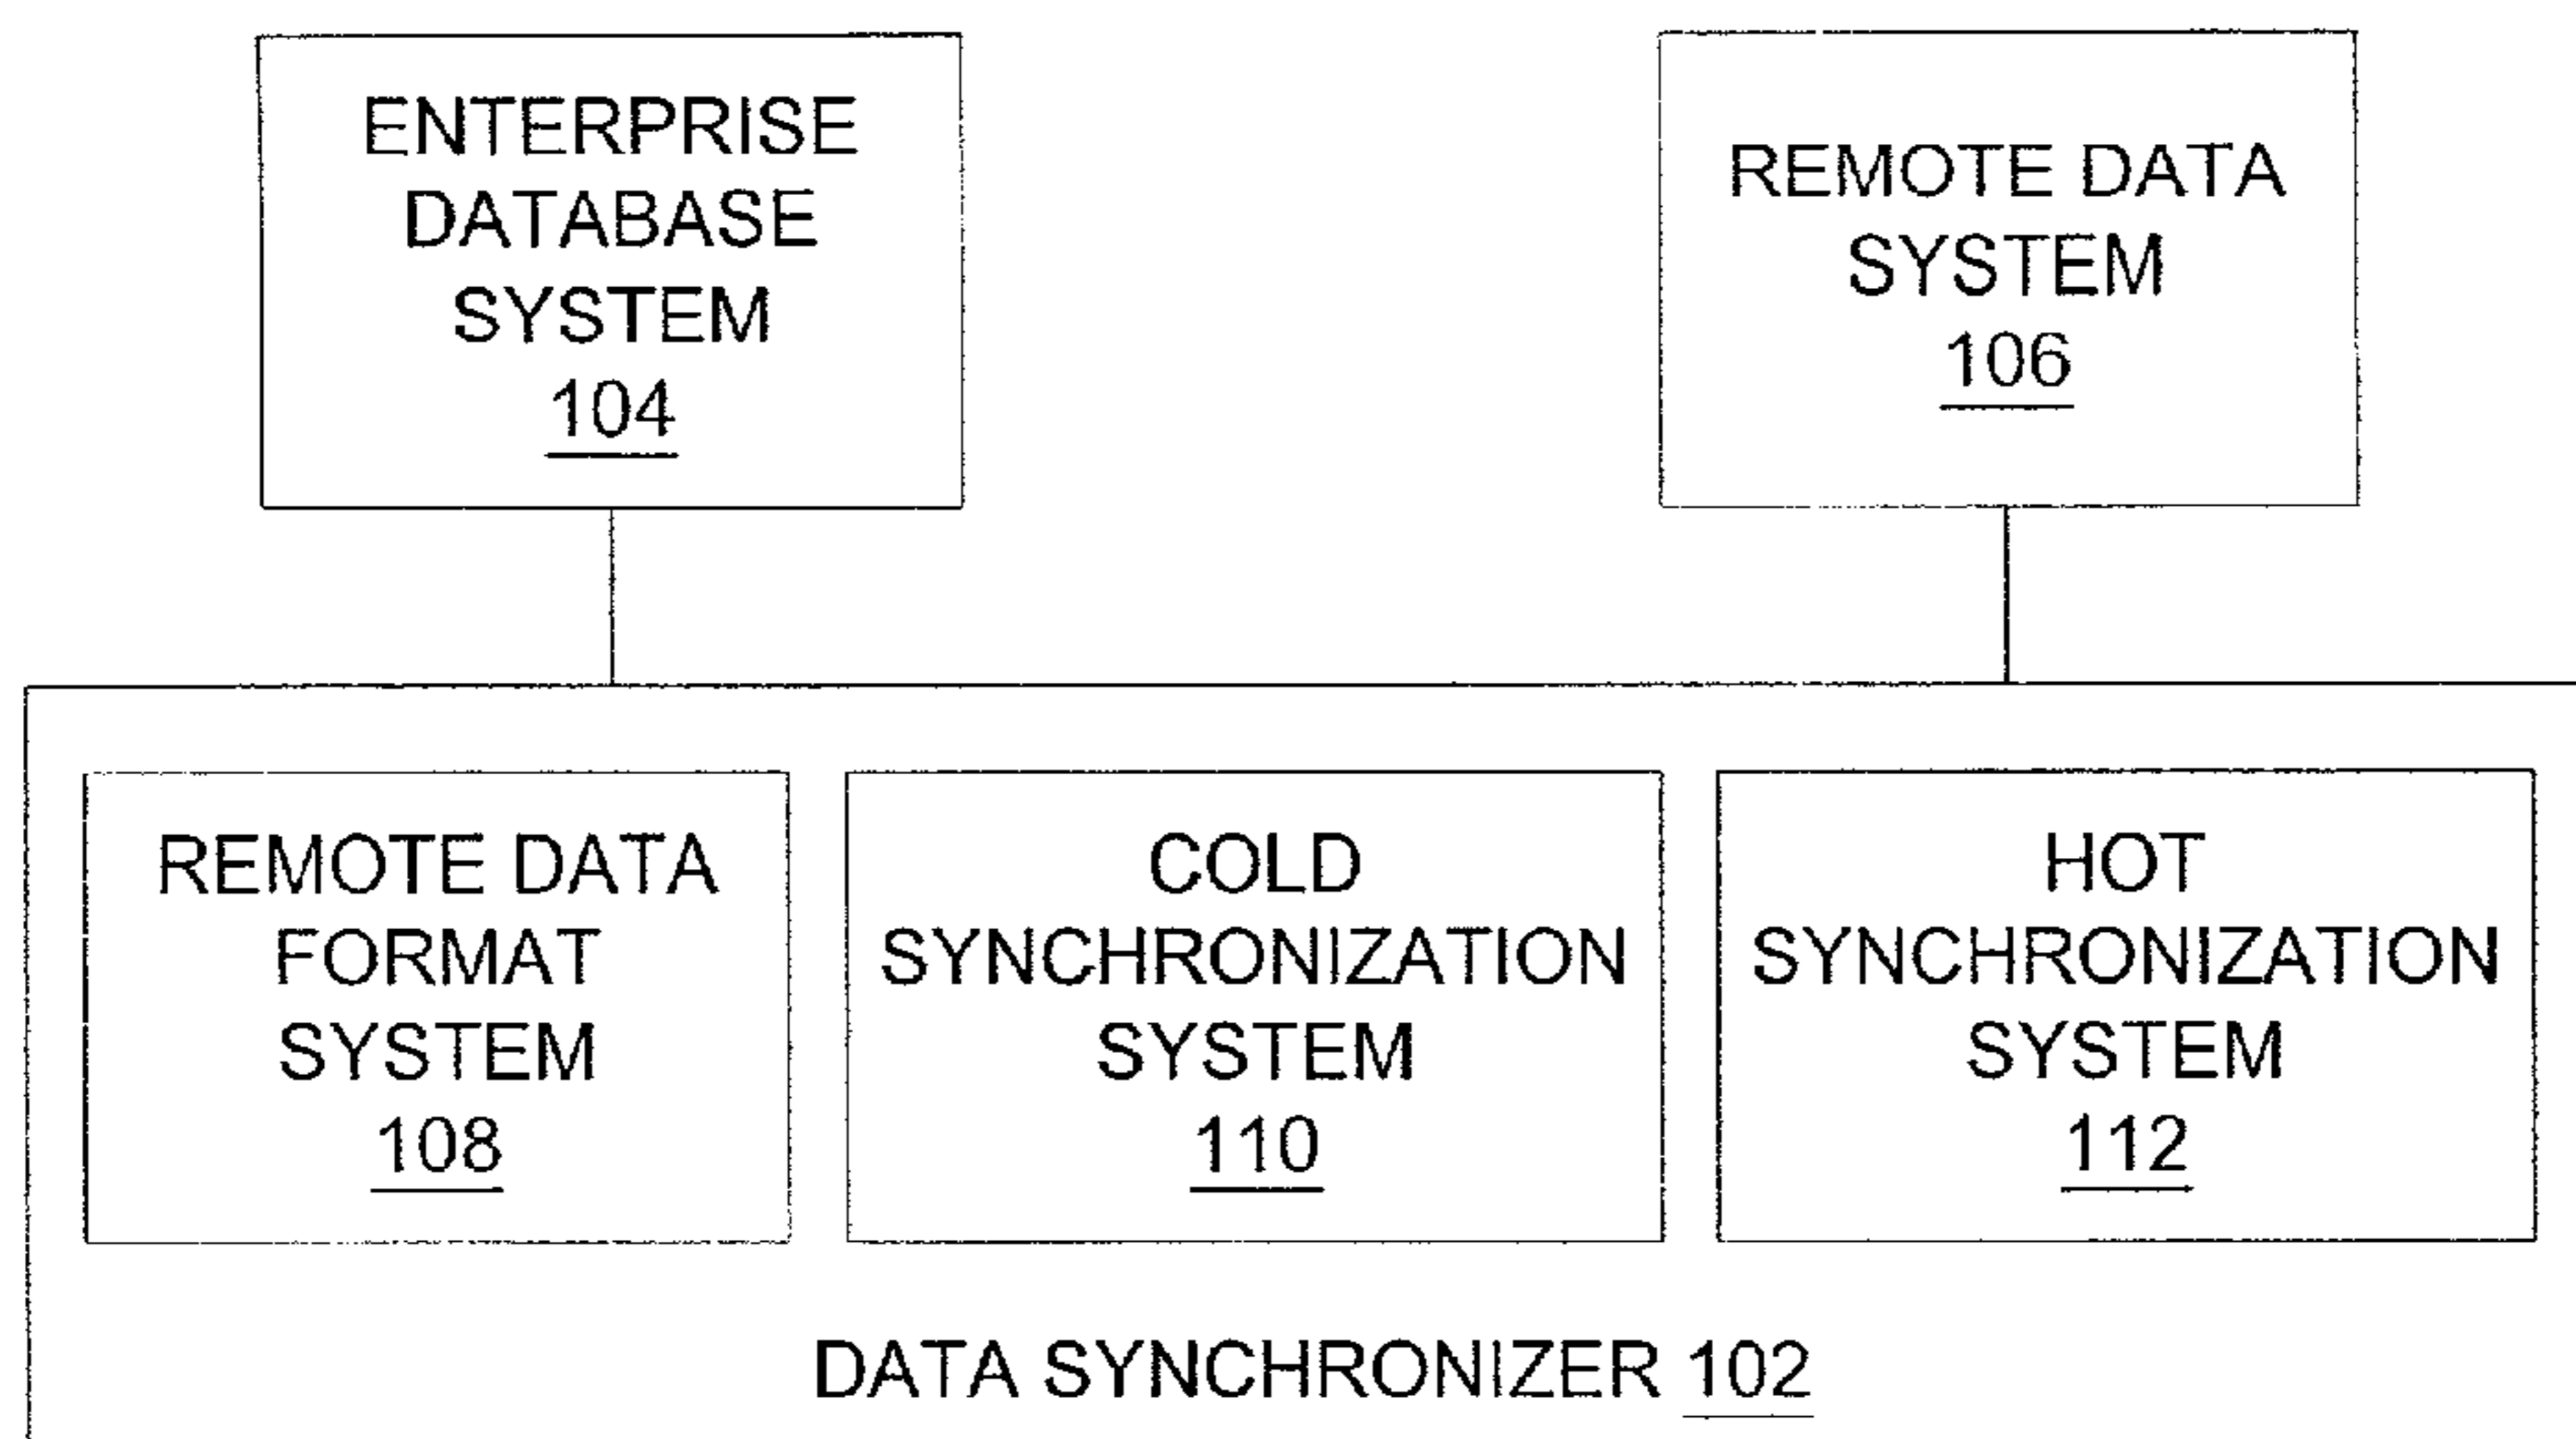 ENTERPRISE
DATABASE
SYSTEM
104
REMOTE DATA
SYSTEM
106
REMOTE DATA
FORMAT
SYSTEM
108
COLD
SYNCHRONIZATION
SYSTEM
110
HOT
SYNCHRONIZATION
SYSTEM
112
DATA SYNCHRONIZER 102